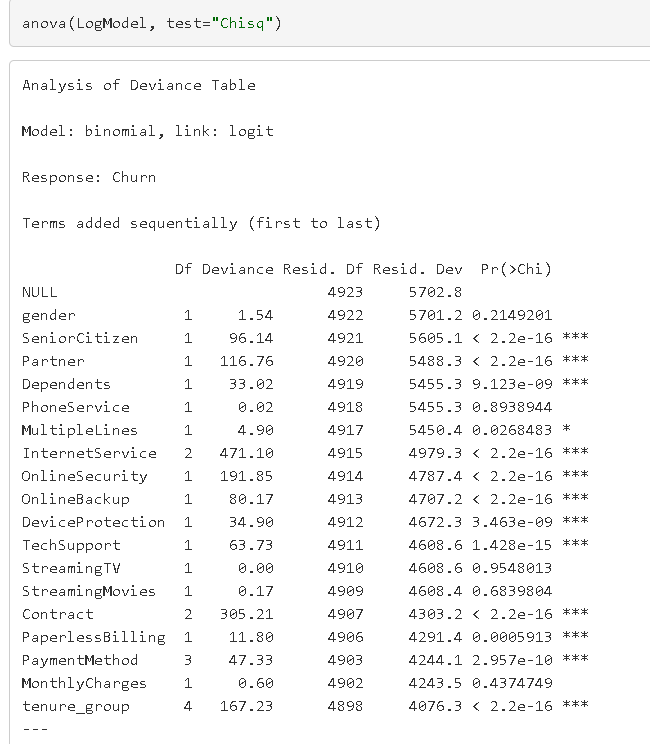 anova(LogModel, test="Chisq")
Analysis of Deviance Table
Model: binomial, link: logit
Response: Churn
Terms added sequentially (first to last)
Df Deviance Resid. Df Resid. Dev Pr(>Chi)
NULL 4923 5702.8
gender 1 1.54 4922 5701.2 0.2149201
SeniorCitizen 1 96.14 4921 5605.1 < 2.2e-16 ***
Partner 1 116.76 4920 5488.3 < 2.2e-16 ***
Dependents 1 33.02 4919 5455.3 9.123e-09 ***
PhoneService 1 0.02 4918 5455.3 0.8938944
MultipleLines 1 4.90 4917 5450.4 0.0268483 *
InternetService 2 471.10 4915 4979.3 < 2.2e-16 ***
OnlineSecurity 1 191.85 4914 4787.4 < 2.2e-16 ***
OnlineBackup 1 80.17 4913 4707.2 < 2.2e-16 ***
DeviceProtection 1 34.90 4912 4672.3 3.463e-09 ***
TechSupport 1 63.73 4911 4608.6 1.428e-15 ***
StreamingTV 1 0.00 4910 4608.6 0.9548013
StreamingMovies 1 0.17 4909 4608.4 0.6839804
Contract 2 305.21 4907 4303.2 < 2.2e-16 ***
PaperlessBilling 1 11.80 4906 4291.4 0.0005913 ***
PaymentMethod 3 47.33 4903 4244.1 2.957e-10 ***
MonthlyCharges 1 0.60 4902 4243.5 0.4374749
tenure_group 4 167.23 4898 4076.3 < 2.2e-16 ***
---